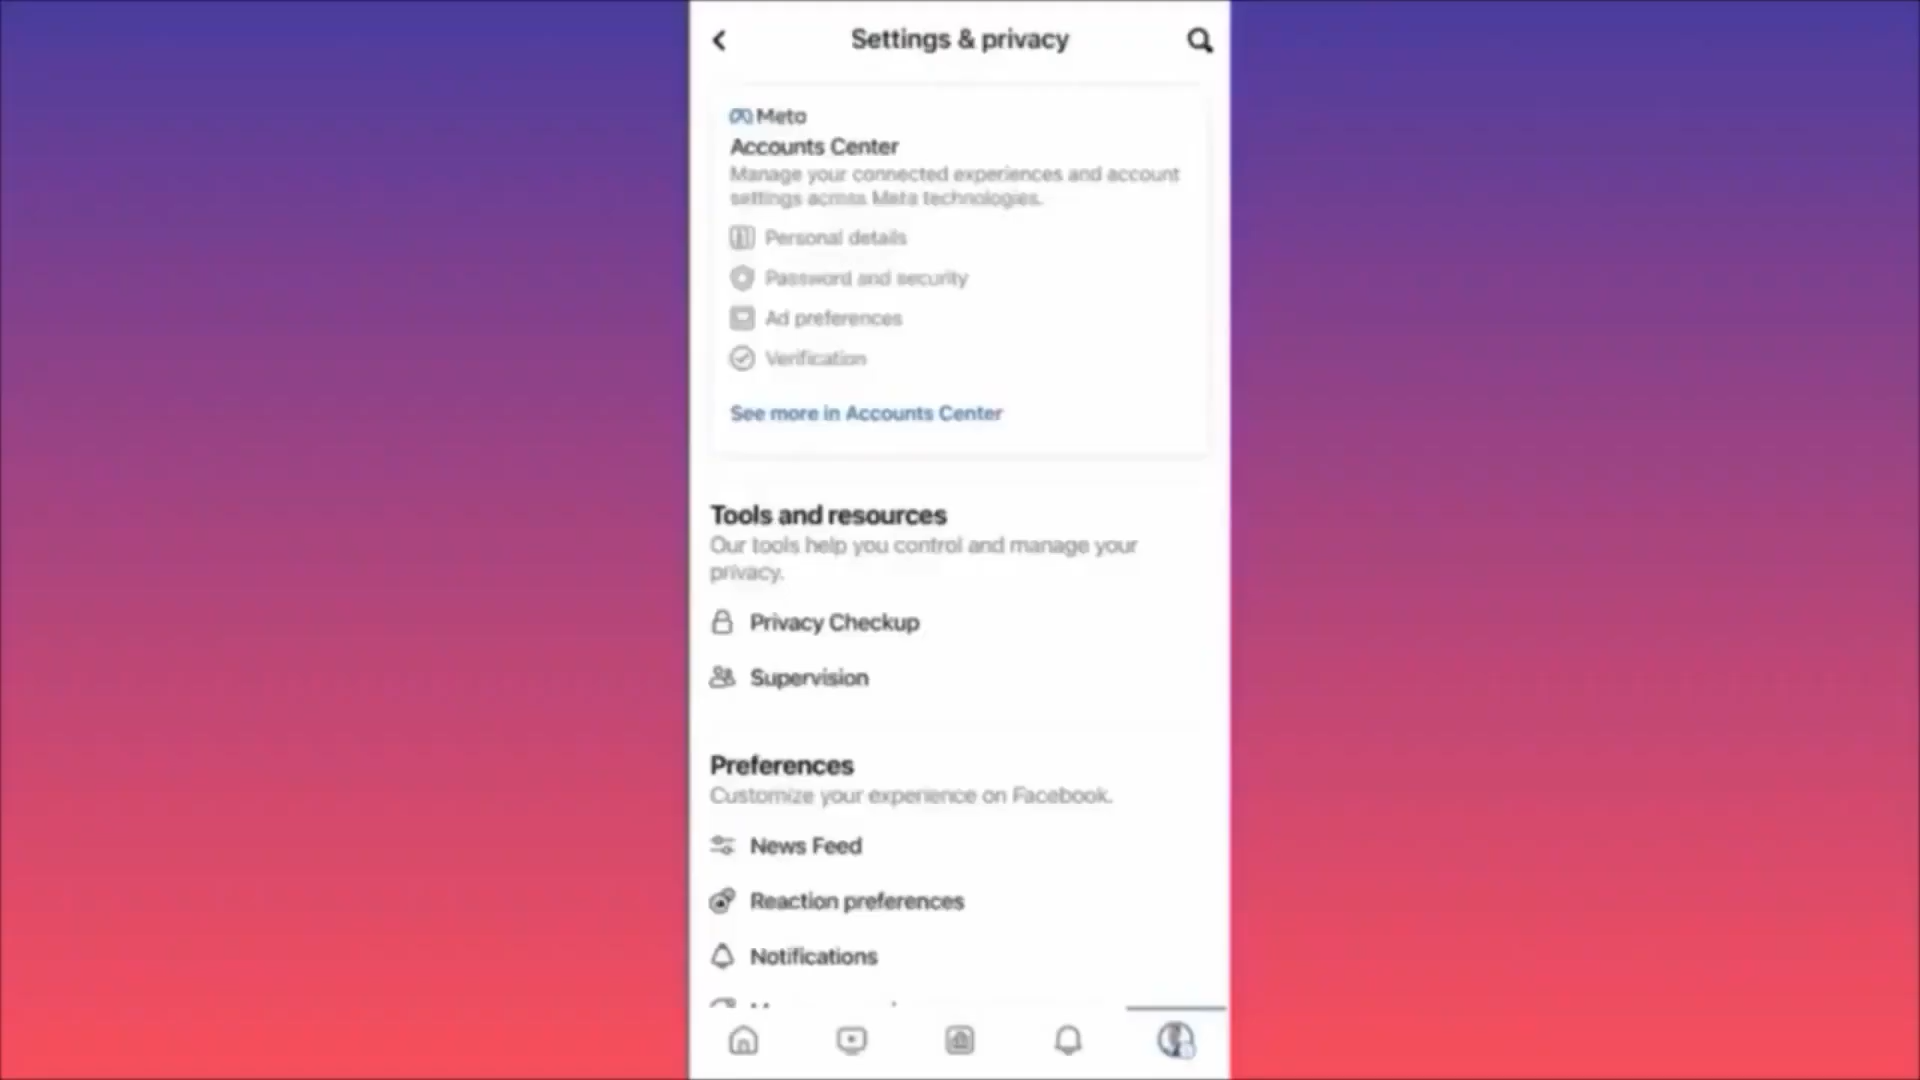 Settings & privacy
Meta
Accounts Center
Manage your connected experiences and account
settings across Meta technologies.
Personal details
Password and security
Ad preferences
Verification
See more in Accounts Center
Tools and resources
Our tools help you control and manage your
privacy.
Privacy Checkup
Supervision
Preferences
Customize your experience on Facebook.
News Feed
Reaction preferences
Notifications